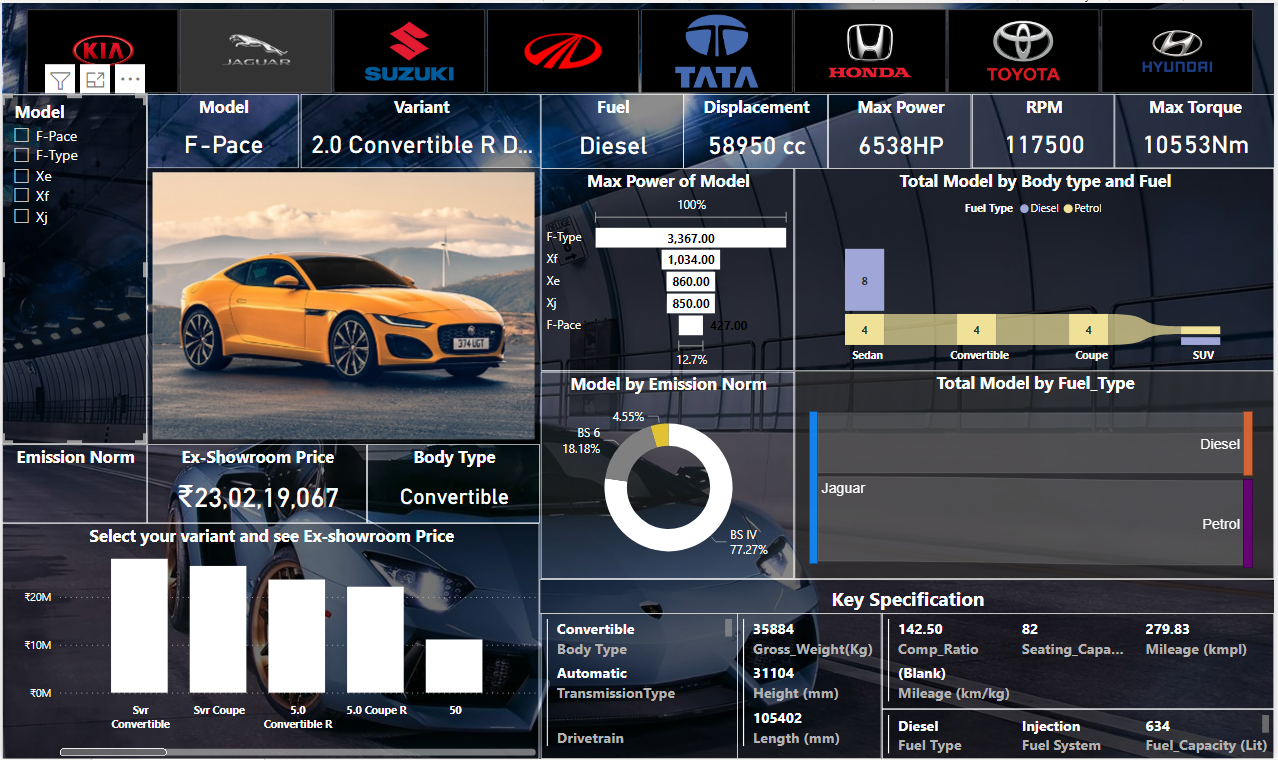 KIA
JAGUAR
SUZUKI
TATA
HONDA
TOYOTA
HYUNDAI
Model
F-Pace
F-Type
Xe
Xf
Xj
Model
F-Pace
Variant
2.0 Convertible R D...
Fuel
Diesel
Displacement
58950 cc
Max Power
6538HP
RPM
117500
Max Torque
10553Nm
374 UGT
Max Power of Model
100%
F-Type 3,367.00
Xf 1,034.00
Xe 860.00
Xj 850.00
F-Pace 427.00
12.7%
Total Model by Body type and Fuel
Fuel Type Diesel Petrol
8
4 4 4
Sedan Convertible Coupe SUV
Emission Norm
Ex-Showroom Price
₹23,02,19,067
Body Type
Convertible
Model by Emission Norm
4.55%
BS 6
18.18%
BS IV
77.27%
Total Model by Fuel_Type
Jaguar
Diesel
Petrol
Select your variant and see Ex-showroom Price
₹20M
₹10M
₹0M
Svr Convertible
Svr Coupe
5.0 Convertible R
5.0 Coupe R
50
Key Specification
Convertible
Body Type
Automatic
TransmissionType
Drivetrain
35884
Gross_Weight(Kg)
31104
Height (mm)
105402
Length (mm)
142.50
Comp_Ratio
82
Seating_Capa...
279.83
Mileage (kmpl)
(Blank)
Mileage (km/kg)
Diesel
Fuel Type
Injection
Fuel System
634
Fuel_Capacity (Lit)